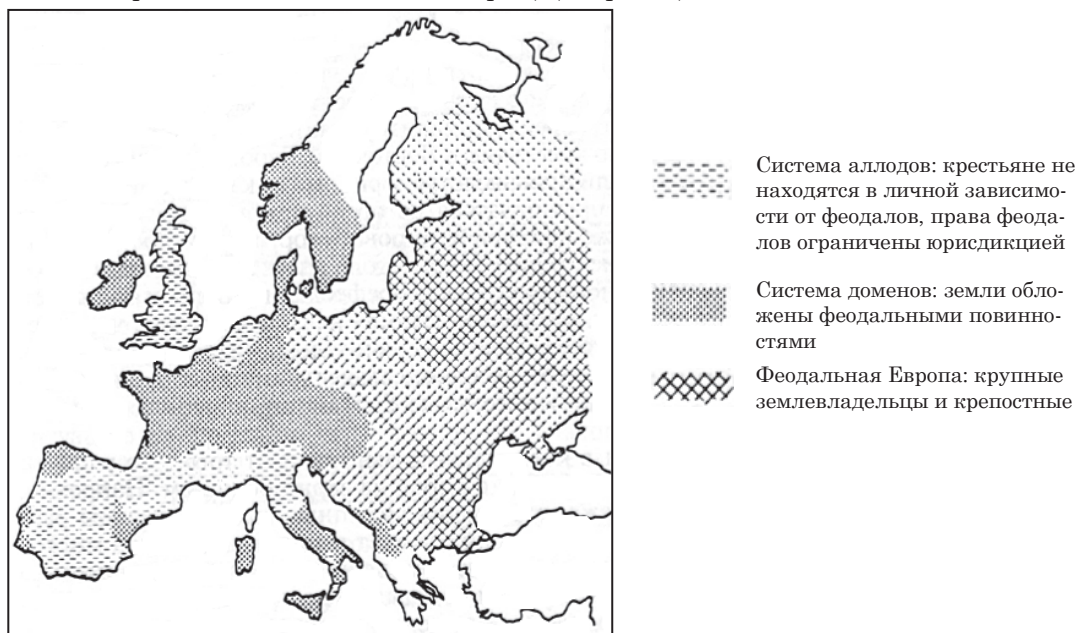 Система аллодов: крестьяне не
находятся в личной зависимо-
сти от феодалов, права феода-
лов ограничены юрисдикцией
Система доменов: земли обло-
жены феодальными повинно-
стями
Феодальная Европа: крупные
землевладельцы и крепостные